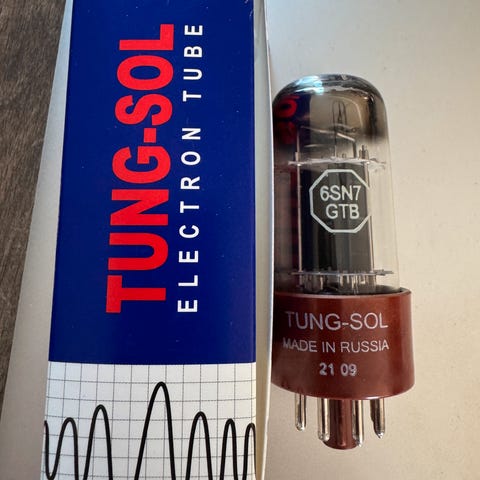 TUNG-SOL
ELECTRON TUBE
6SN7
GTB
TUNG-SOL
MADE IN RUSSIA
21 09